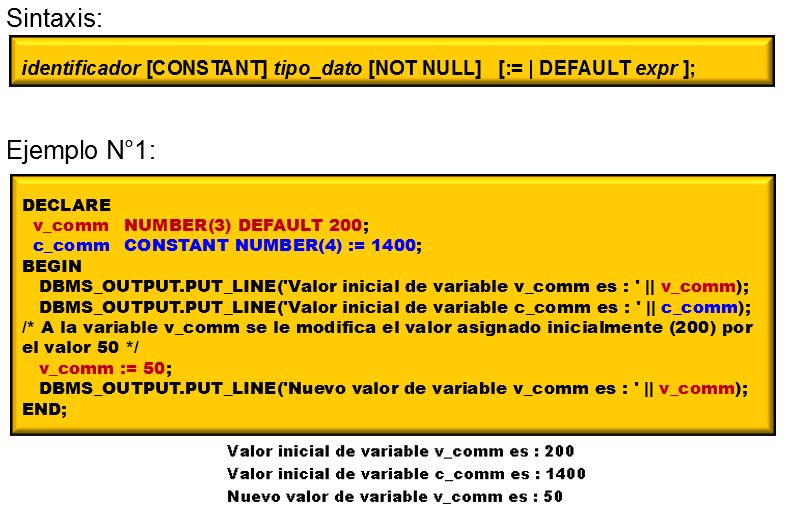 Sintaxis:
identificador [CONSTANT] tipo_dato [NOT NULL] [:= | DEFAULT expr ];
Ejemplo N°1:
DECLARE
v_comm NUMBER(3) DEFAULT 200;
c_comm CONSTANT NUMBER(4) := 1400;
BEGIN
DBMS_OUTPUT.PUT_LINE('Valor inicial de variable v_comm es : ' || v_comm);
DBMS_OUTPUT.PUT_LINE('Valor inicial de variable c_comm es : ' || c_comm);
/* A la variable v_comm se le modifica el valor asignado inicialmente (200) por
el valor 50 */
v_comm := 50;
DBMS_OUTPUT.PUT_LINE('Nuevo valor de variable v_comm es : ' || v_comm);
END;
Valor inicial de variable v_comm es : 200
Valor inicial de variable c_comm es : 1400
Nuevo valor de variable v_comm es : 50